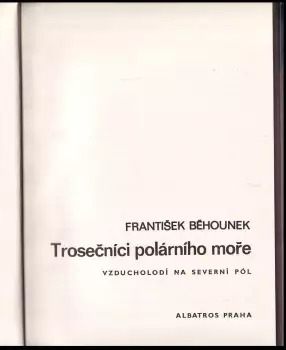 FRANTIŠEK BĚHOUNEK
Trosečníci polárního moře
VZDUCHOLODÍ NA SEVERNÍ PÓL
ALBATROS PRAHA